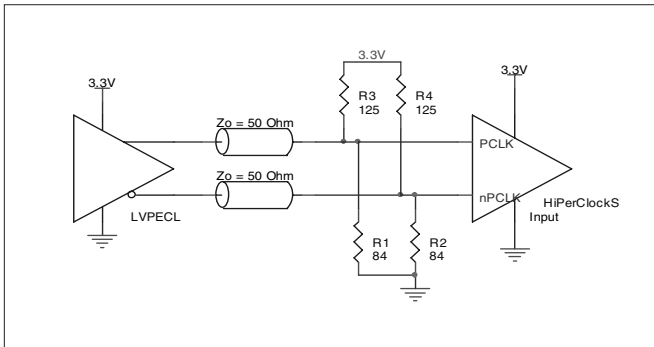 3.3V
3.3V
3.3V
R3
125
R4
125
Zo = 50 Ohm
PCLK
Zo = 50 Ohm
nPCLK
HiPerClockS
Input
LVPECL
R1
84
R2
84